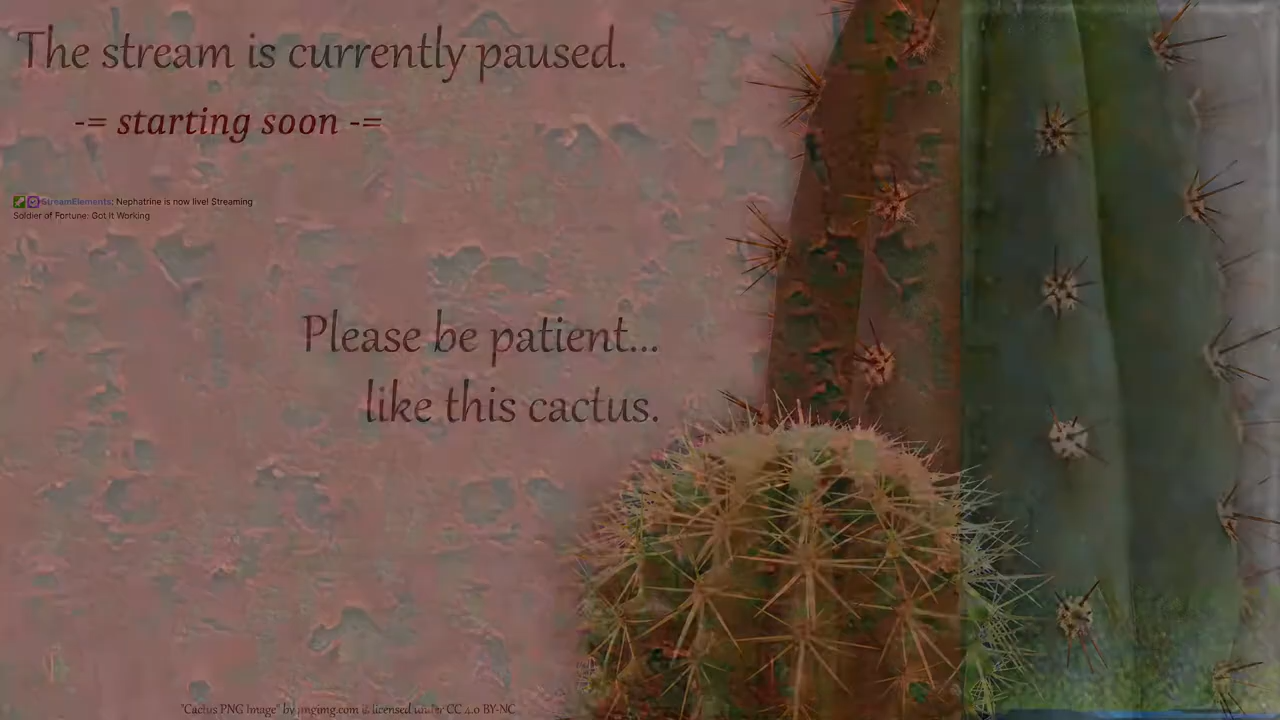 The stream is currently paused.
-= starting soon -=
StreamElements: Nephatrine is now live! Streaming
Soldier of Fortune: Got It Working
Please be patient...
like this cactus.
"Cactus PNG Image" by pngimg.com is licensed under CC 4.0 BY-NC